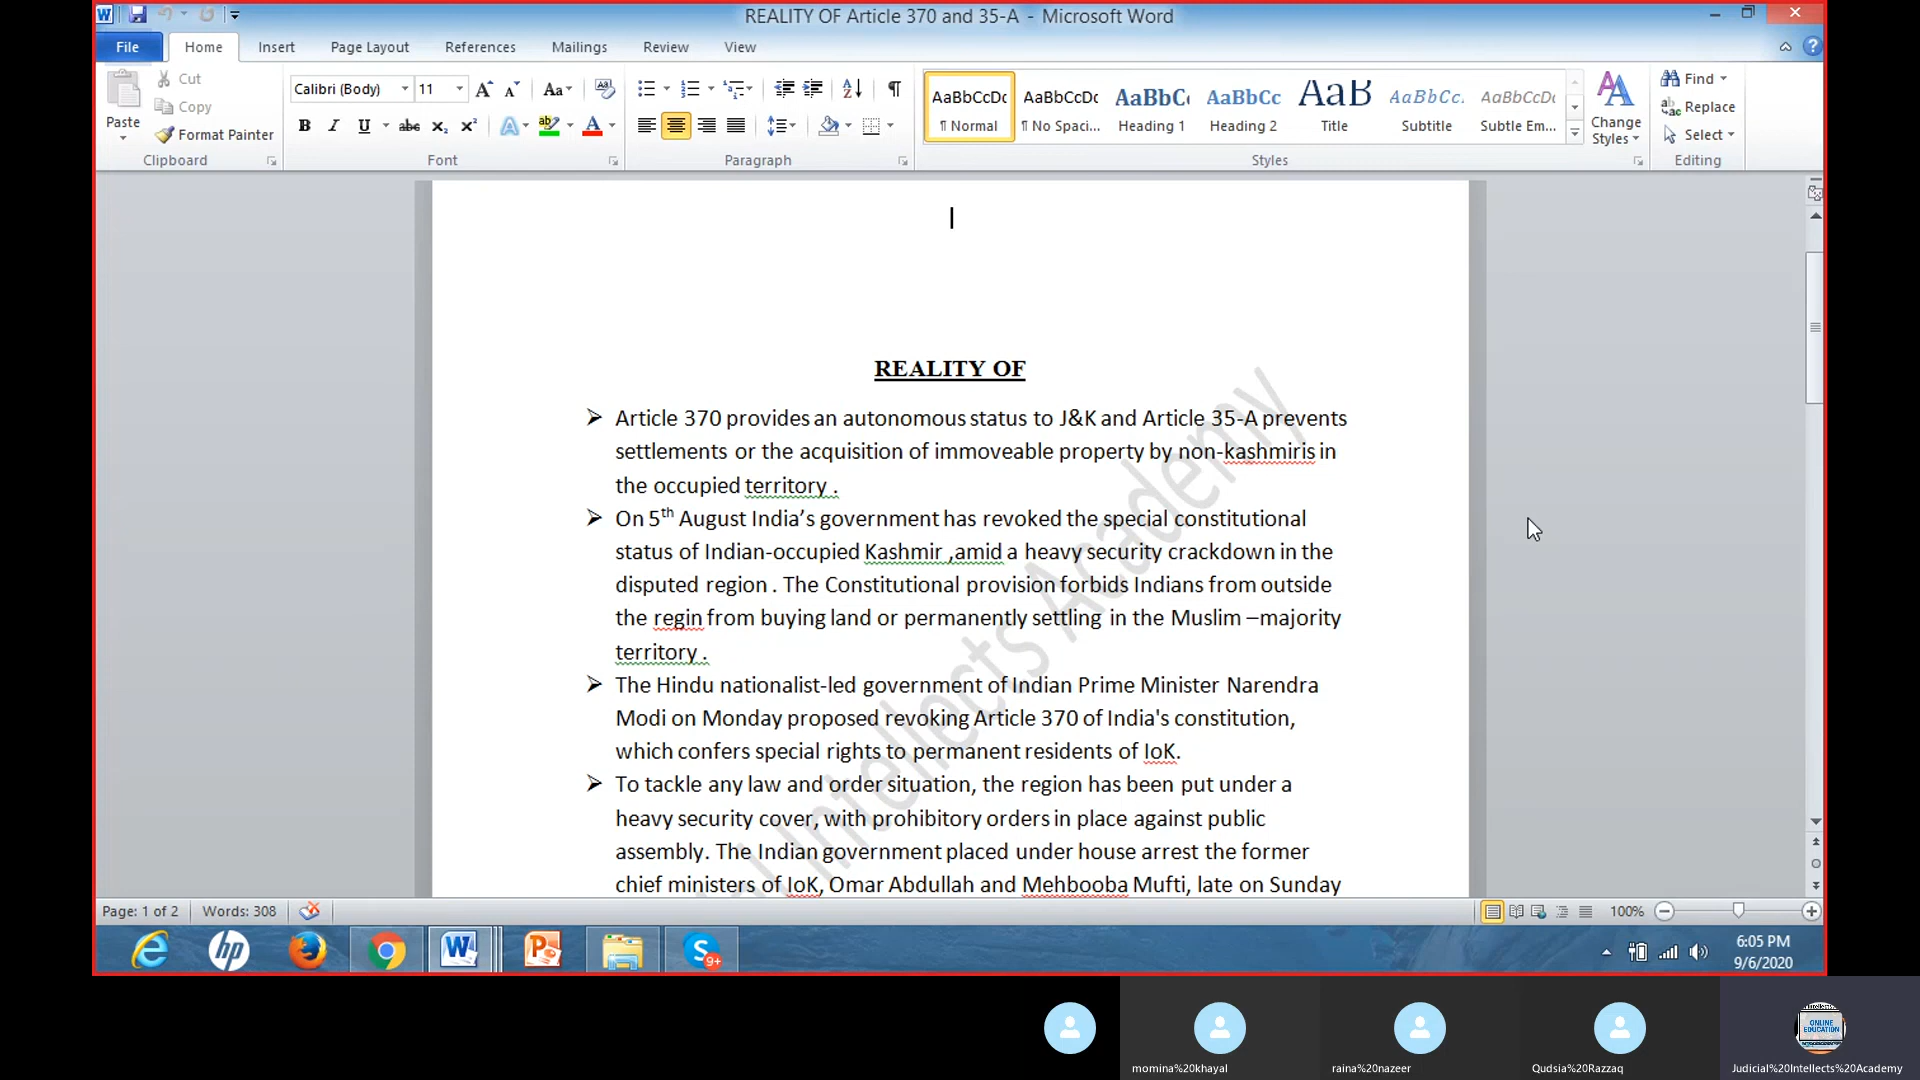 REALITY OF Article 370 and 35-A - Microsoft Word
File Home Insert Page Layout References Mailings Review View
Paste
Cut
Copy
Format Painter
Clipboard
Calibri (Body) 11
Font
Paragraph
AaBbCcDc AaBbCcDc AaBbC AaBbCc AaB AaBbCc. AaBbCcDc
¶ Normal ¶ No Spaci... Heading 1 Heading 2 Title Subtitle Subtle Em...
Change
Styles
Styles
Find
Replace
Select
Editing
REALITY OF
Article 370 provides an autonomous status to J&K and Article 35-A prevents
settlements or the acquisition of immoveable property by non-kashmiris in
the occupied territory .
On 5th August India’s government has revoked the special constitutional
status of Indian-occupied Kashmir ,amid a heavy security crackdown in the
disputed region . The Constitutional provision forbids Indians from outside
the regin from buying land or permanently settling in the Muslim –majority
territory .
The Hindu nationalist-led government of Indian Prime Minister Narendra
Modi on Monday proposed revoking Article 370 of India's constitution,
which confers special rights to permanent residents of IoK.
To tackle any law and order situation, the region has been put under a
heavy security cover, with prohibitory orders in place against public
assembly. The Indian government placed under house arrest the former
chief ministers of IoK, Omar Abdullah and Mehbooba Mufti, late on Sunday
Intellects Academy
Page: 1 of 2 Words: 308 100%
9+
6:05 PM
9/6/2020
ONLINE
EDUCATION
momina%20khayal raina%20nazeer Qudsia%20Razzaq Judicial%20Intellects%20Academy